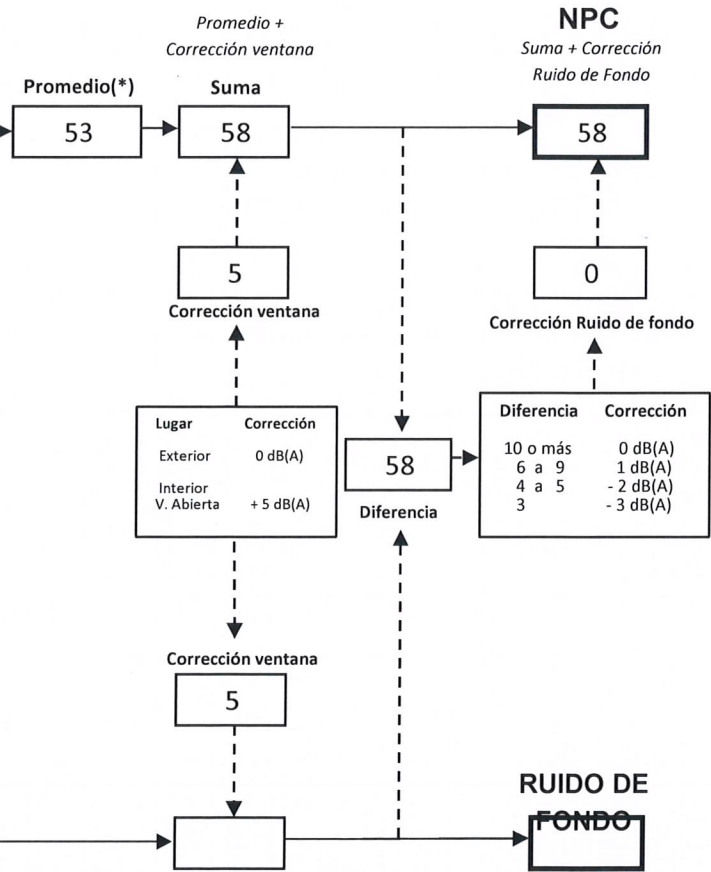 Promedio +
Corrección ventana
NPC
Suma + Corrección
Ruido de Fondo
Promedio(*)
Suma
53
58
58
5
0
Corrección ventana
Corrección Ruido de fondo
Lugar Corrección
Exterior 0 dB(A)
Interior
V. Abierta + 5 dB(A)
58
Diferencia
Diferencia Corrección
10 o más 0 dB(A)
6 a 9 1 dB(A)
4 a 5 - 2 dB(A)
3 - 3 dB(A)
Corrección ventana
5
RUIDO DE
FONDO